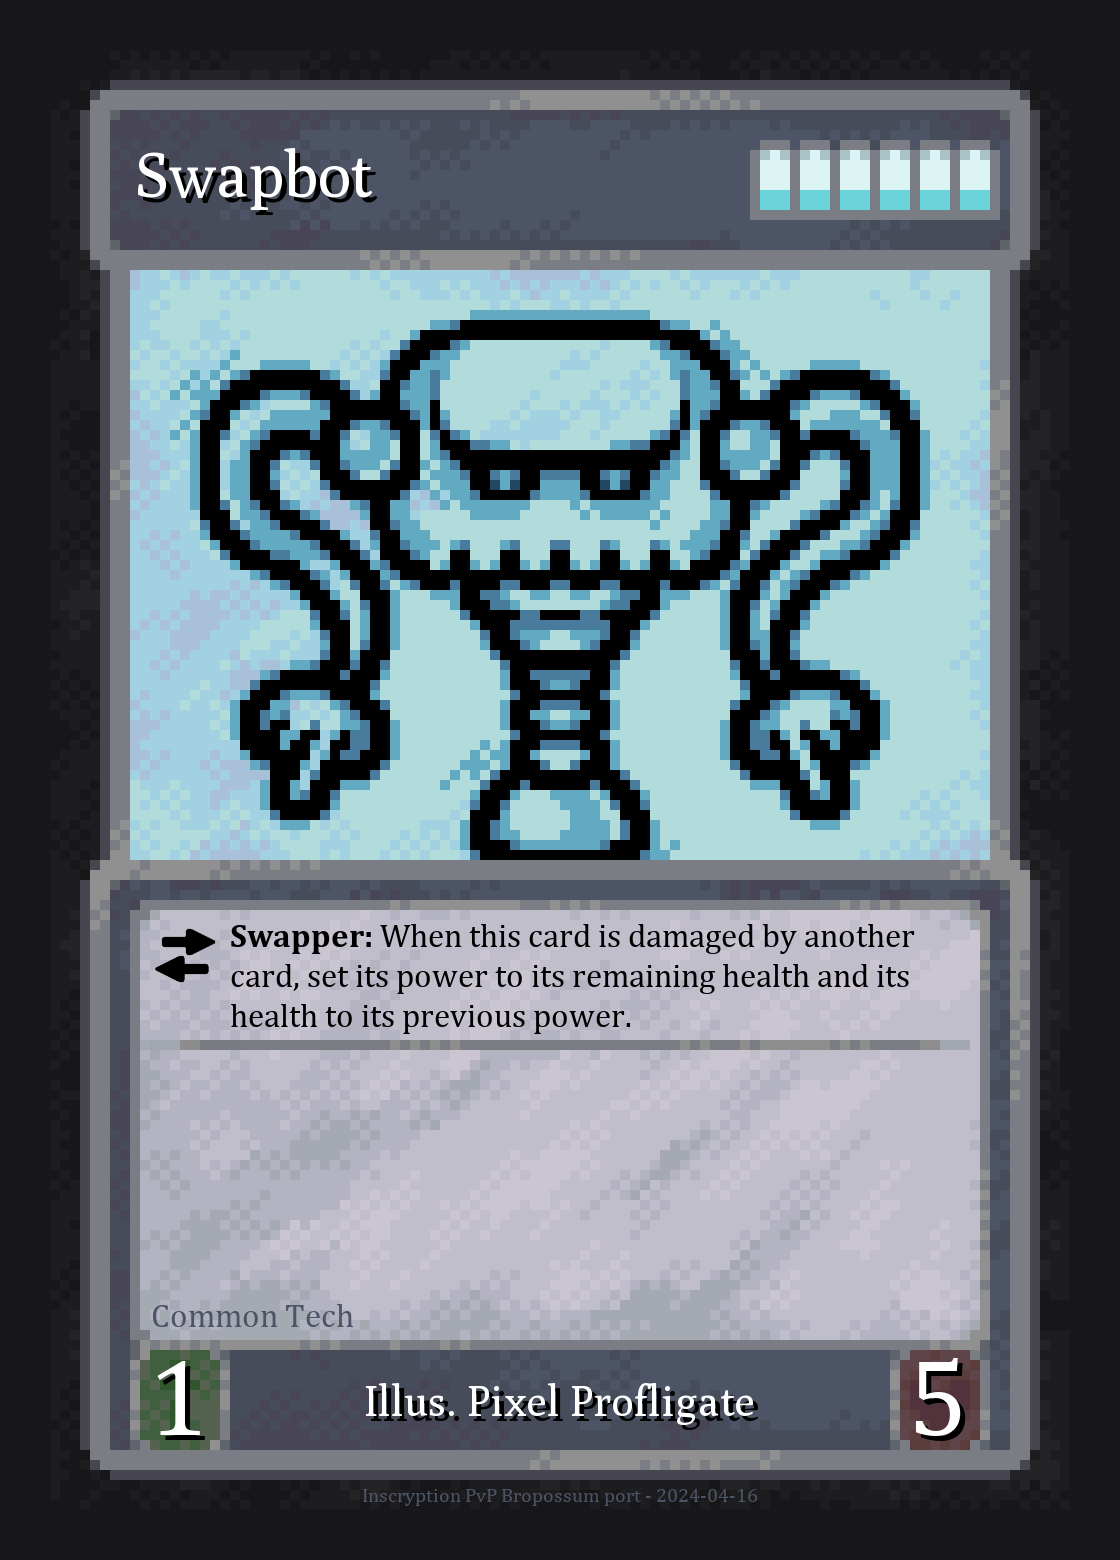 Swapbot
Swapper: When this card is damaged by another
card, set its power to its remaining health and its
health to its previous power.
Common Tech
1
Illus. Pixel Profligate
5
Inscryption PvP Bropossum port - 2024-04-16